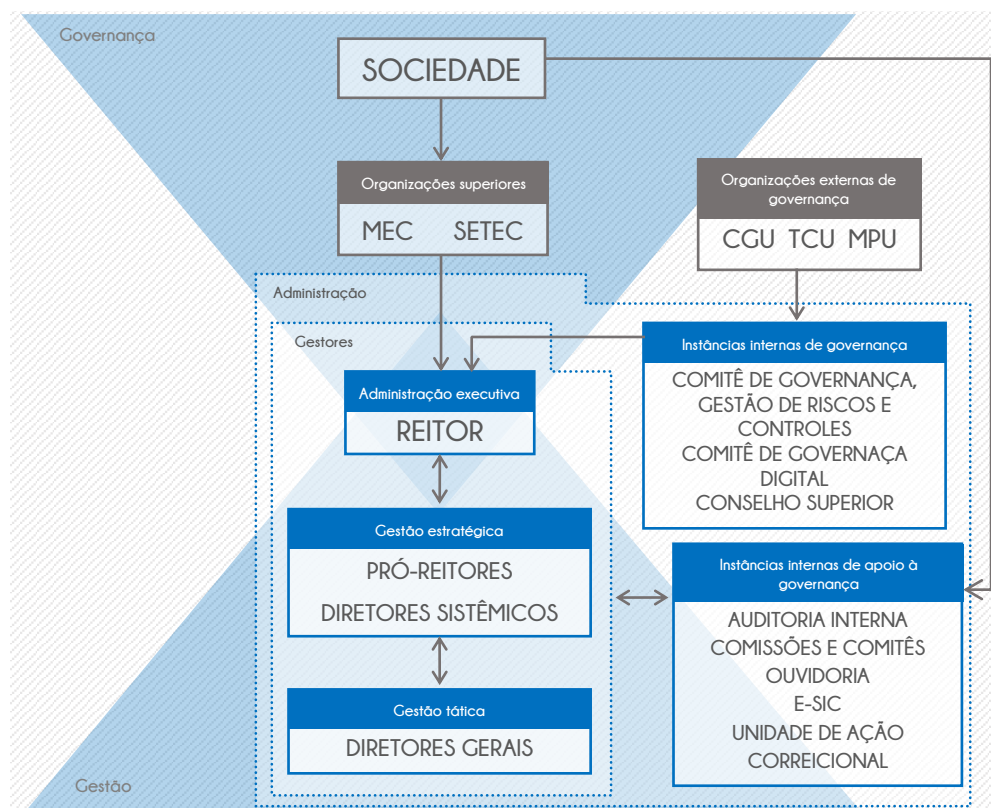 Governança
SOCIEDADE
Organizações superiores
MEC SETEC
Organizações externas de
governança
CGU TCU MPU
Administração
Gestores
Administração executiva
REITOR
Instâncias internas de governança
COMITÊ DE GOVERNANÇA,
GESTÃO DE RISCOS E
CONTROLES
COMITÊ DE GOVERNAÇA
DIGITAL
CONSELHO SUPERIOR
Gestão estratégica
PRÓ-REITORES
DIRETORES SISTÊMICOS
Instâncias internas de apoio à
governança
AUDITORIA INTERNA
COMISSÕES E COMITÊS
OUVIDORIA
E-SIC
UNIDADE DE AÇÃO
CORREICIONAL
Gestão tática
DIRETORES GERAIS
Gestão